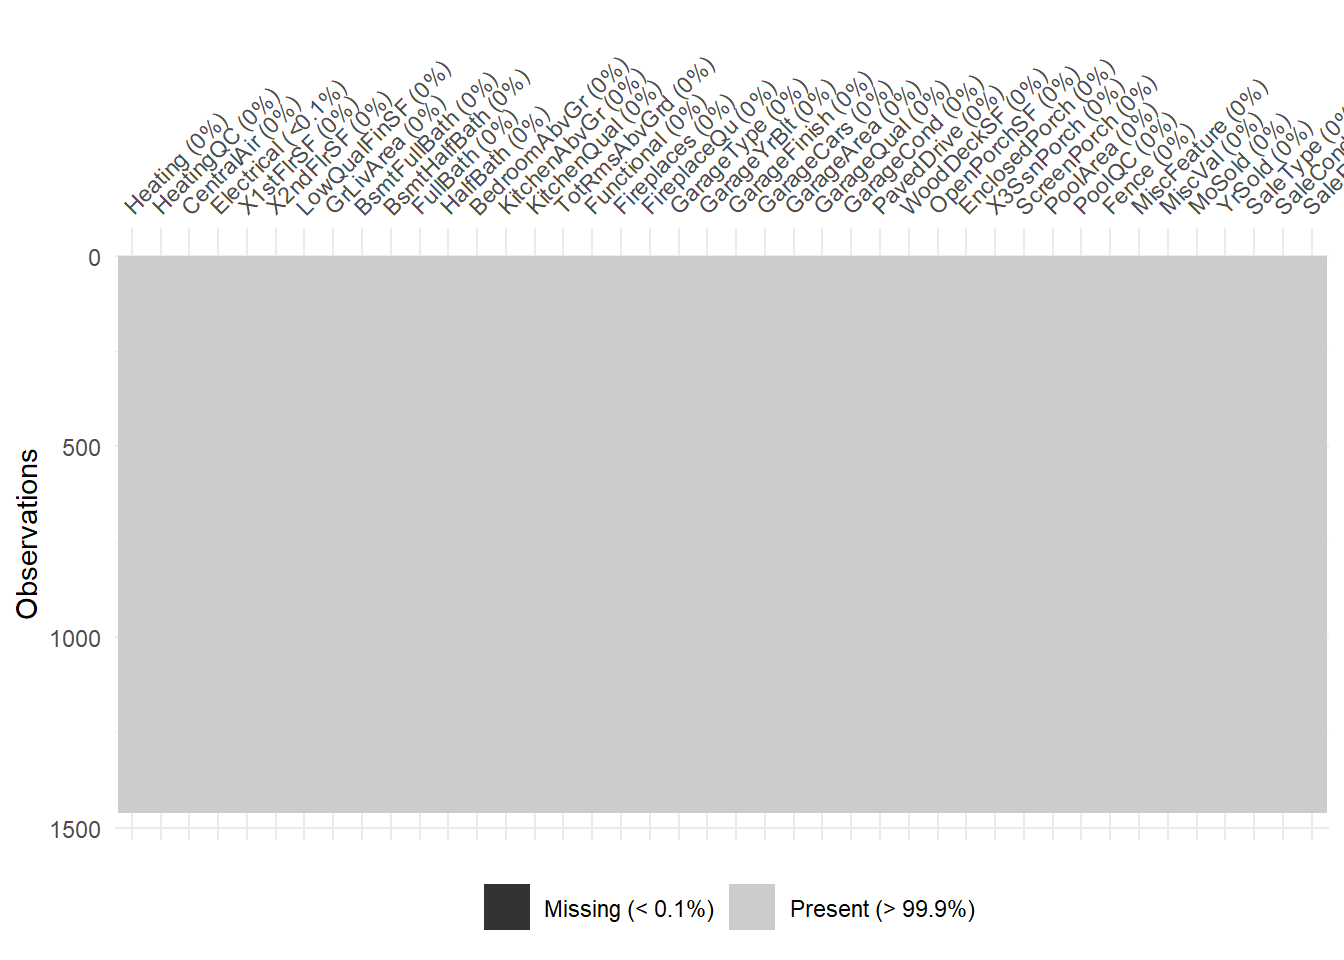 Heating (0%)
HeatingQC (0%)
CentralAir (0%)
Electrical (<0.1%)
X1stFlrSF (0%)
X2ndFlrSF (0%)
LowQualFinSF (0%)
GrLivArea (0%)
BsmtFullBath (0%)
BsmtHalfBath (0%)
FullBath (0%)
HalfBath (0%)
BedroomAbvGr (0%)
KitchenAbvGr (0%)
KitchenQual (0%)
TotRmsAbvGrd (0%)
Functional (0%)
Fireplaces (0%)
FireplaceQu (0%)
GarageType (0%)
GarageYrBlt (0%)
GarageFinish (0%)
GarageCars (0%)
GarageArea (0%)
GarageQual (0%)
GarageCond (0%)
PavedDrive (0%)
WoodDeckSF (0%)
OpenPorchSF (0%)
EnclosedPorch (0%)
X3SsnPorch (0%)
ScreenPorch (0%)
PoolArea (0%)
PoolQC (0%)
Fence (0%)
MiscFeature (0%)
MiscVal (0%)
MoSold (0%)
YrSold (0%)
SaleType (0%
SaleCon
Sale
0
500
1000
1500
Observations
Missing (< 0.1%)
Present (> 99.9%)